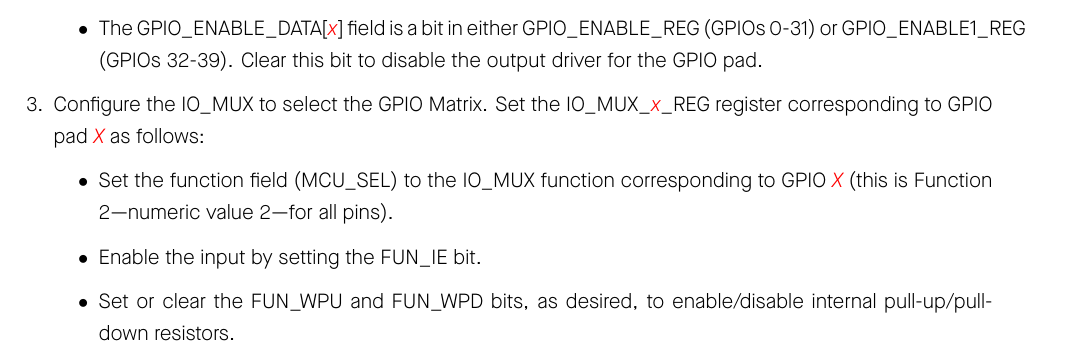 • The GPIO_ENABLE_DATA[x] field is a bit in either GPIO_ENABLE_REG (GPIOs 0-31) or GPIO_ENABLE1_REG
(GPIOs 32-39). Clear this bit to disable the output driver for the GPIO pad.
3. Configure the IO_MUX to select the GPIO Matrix. Set the IO_MUX_x_REG register corresponding to GPIO
pad X as follows:
• Set the function field (MCU_SEL) to the IO_MUX function corresponding to GPIO X (this is Function
2—numeric value 2—for all pins).
• Enable the input by setting the FUN_IE bit.
• Set or clear the FUN_WPU and FUN_WPD bits, as desired, to enable/disable internal pull-up/pull-
down resistors.